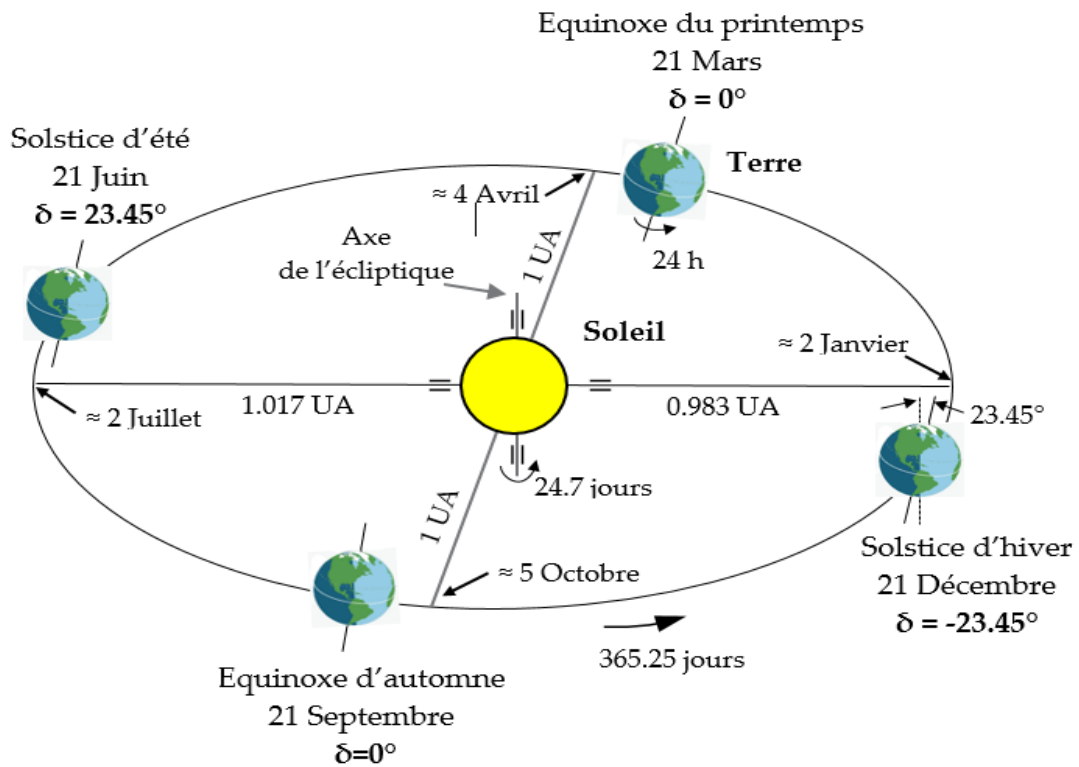 Equinoxe du printemps
21 Mars
δ = 0°
Solstice d’été
21 Juin
δ = 23.45°
Terre
≈ 4 Avril
Axe
de l’écliptique
1 UA
24 h
Soleil
≈ 2 Janvier
1.017 UA
0.983 UA
≈ 2 Juillet
23.45°
24.7 jours
1 UA
≈ 5 Octobre
Solstice d’hiver
21 Décembre
δ = -23.45°
365.25 jours
Equinoxe d’automne
21 Septembre
δ=0°